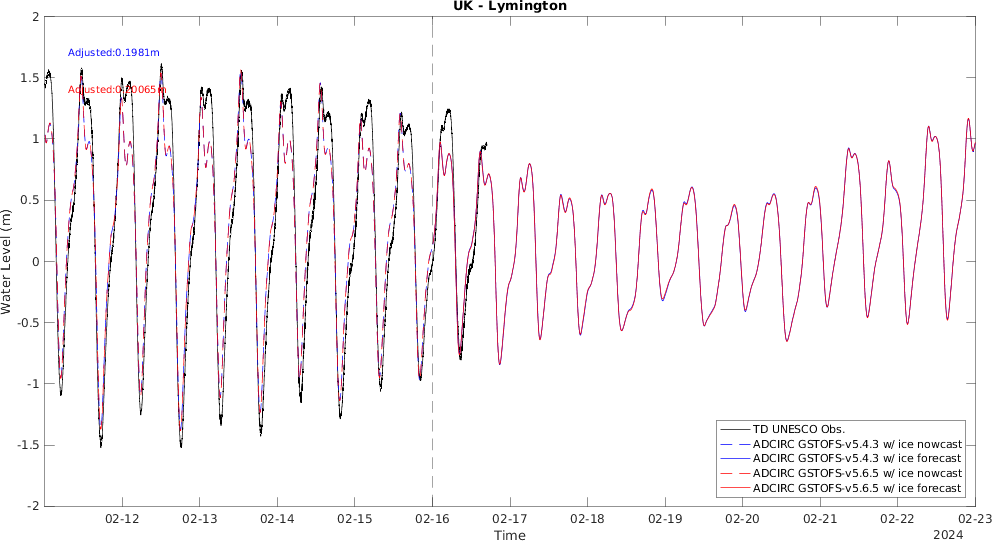 UK - Lymington
Adjusted:0.1981m
Adjusted:0.20065m
Water Level (m)
2
1.5
1
0.5
0
-0.5
-1
-1.5
-2
TD UNESCO Obs.
ADCIRC GSTOFS-v5.4.3 w/ ice nowcast
ADCIRC GSTOFS-v5.4.3 w/ ice forecast
ADCIRC GSTOFS-v5.6.5 w/ ice nowcast
ADCIRC GSTOFS-v5.6.5 w/ ice forecast
02-12 02-13 02-14 02-15 02-16 02-17 02-18 02-19 02-20 02-21 02-22 02-23
Time
2024